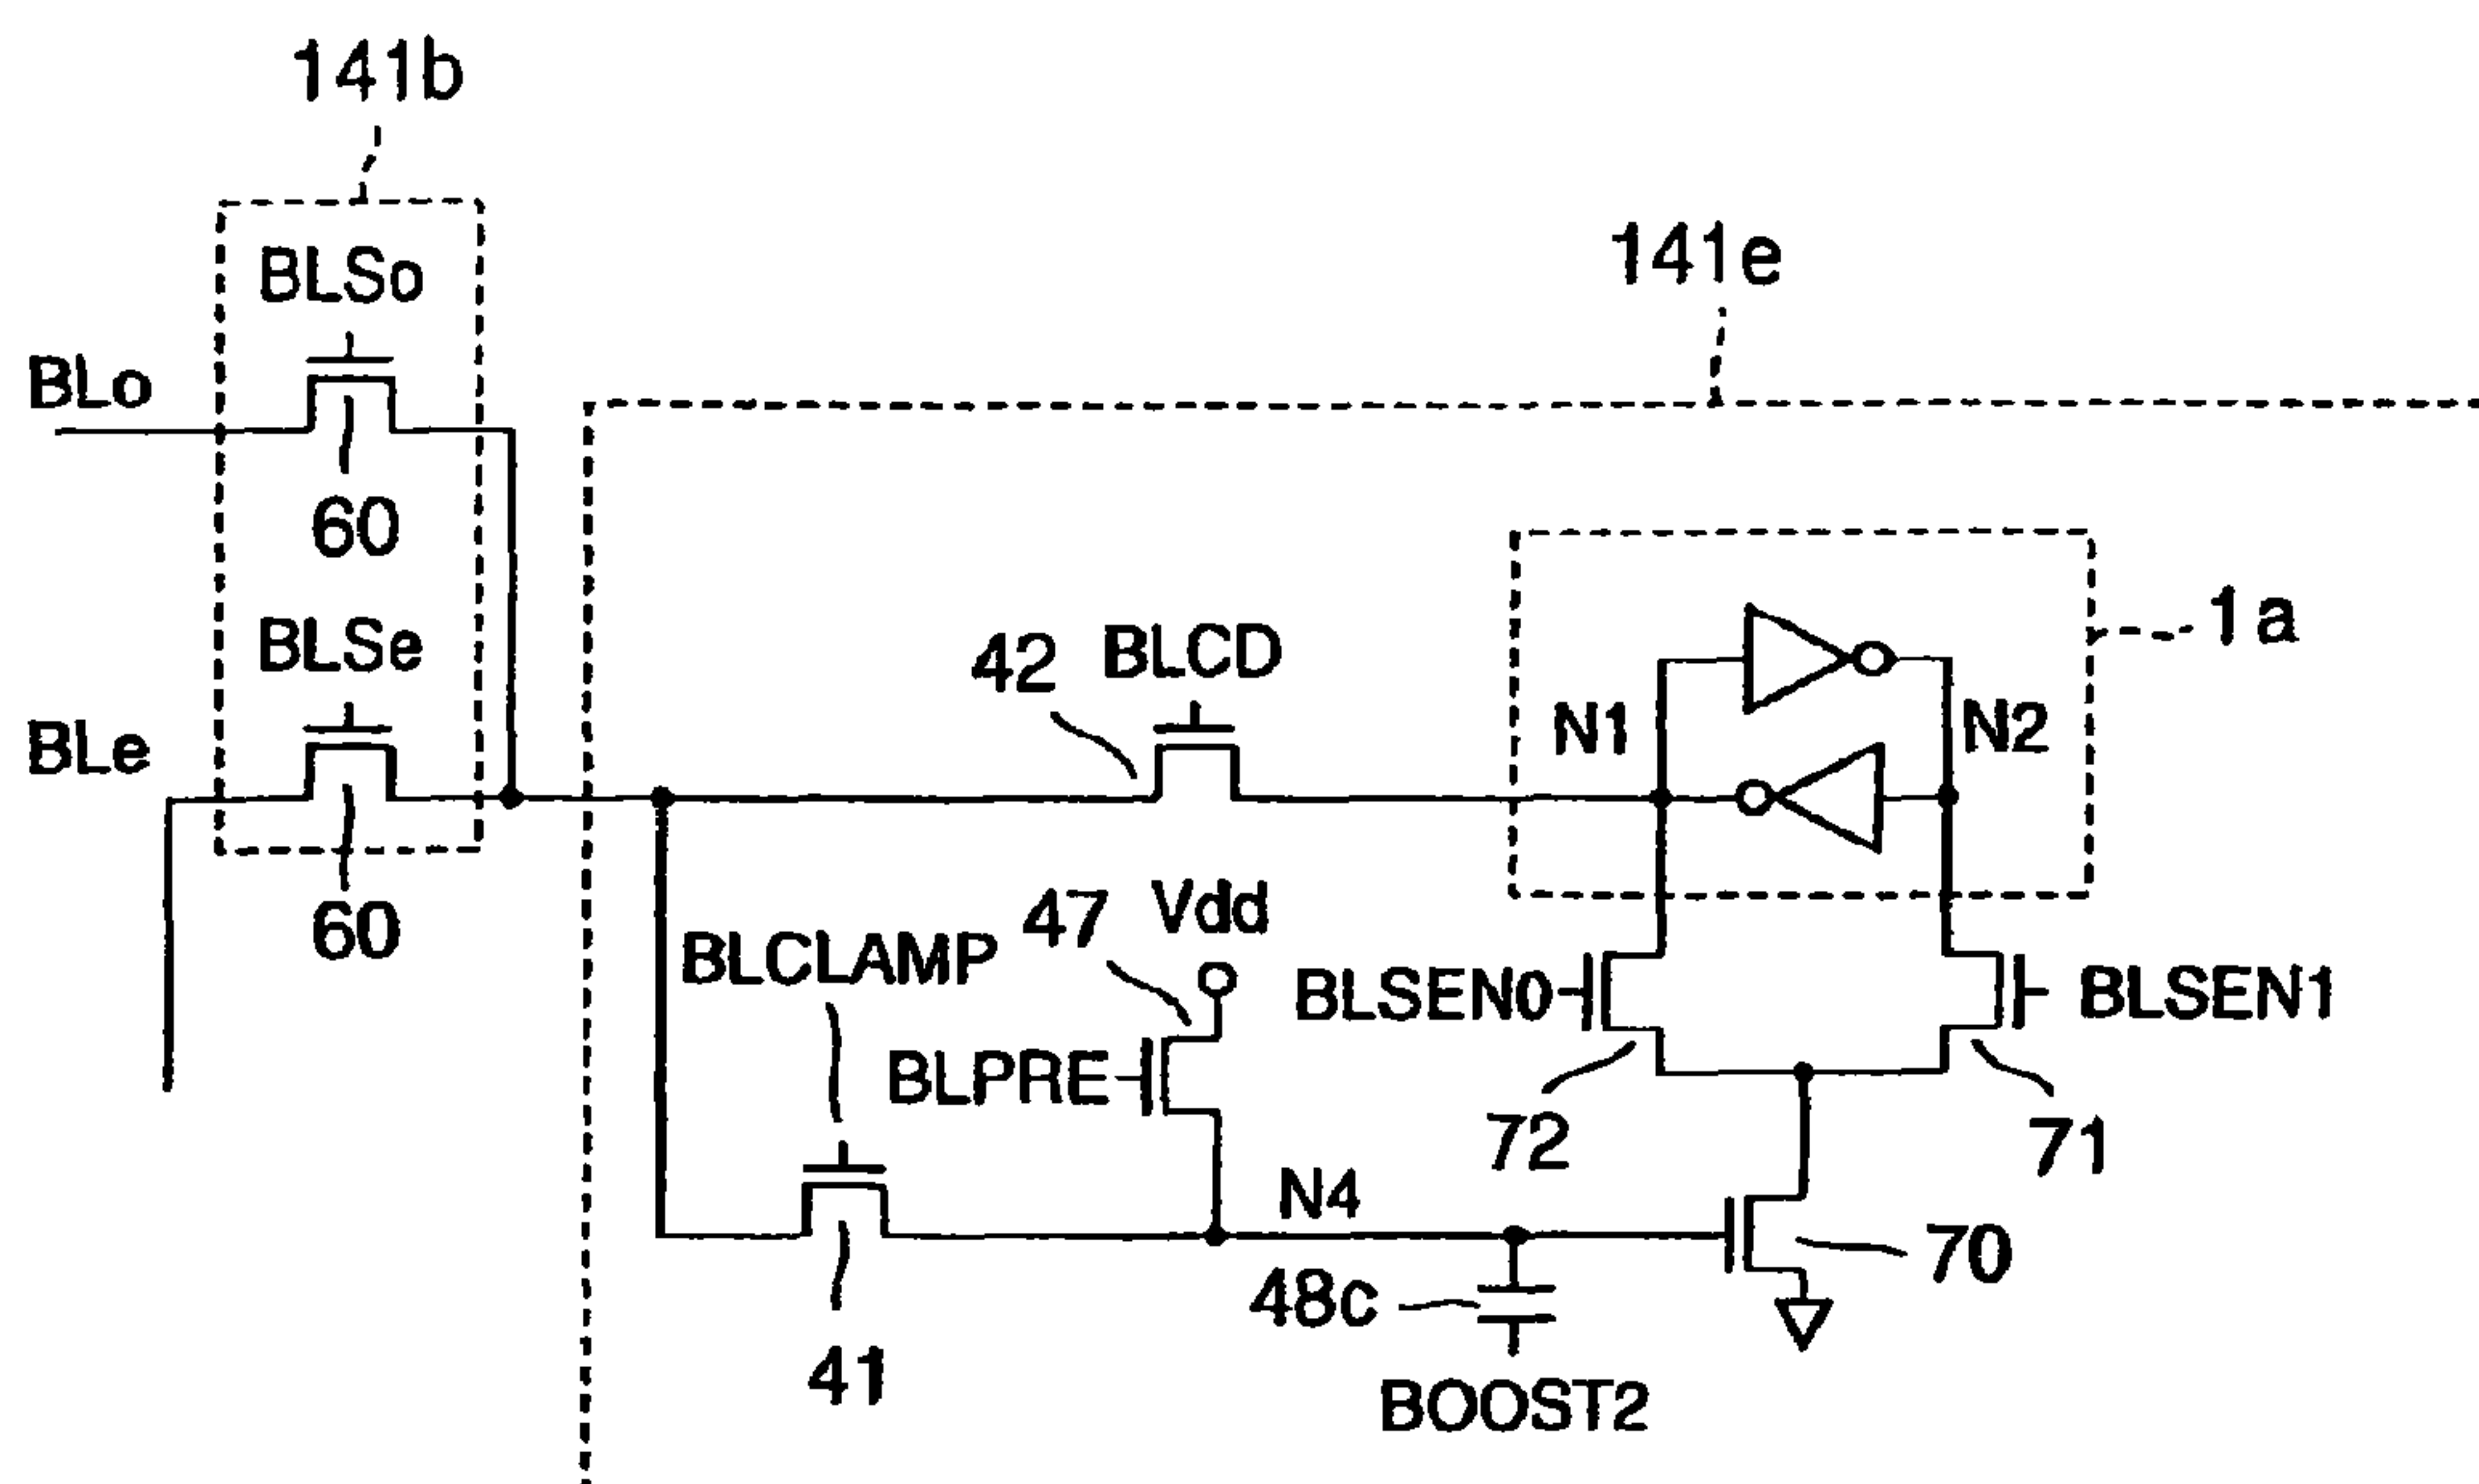 141b
BLSo
141e
BLo
60
BLSe
42 BLCD
1a
N1
N2
BLe
60
47 Vdd
BLCLAMP
BLSEN0
BLSEN1
BLPRE
72
71
N4
70
48c
41
BOOST2